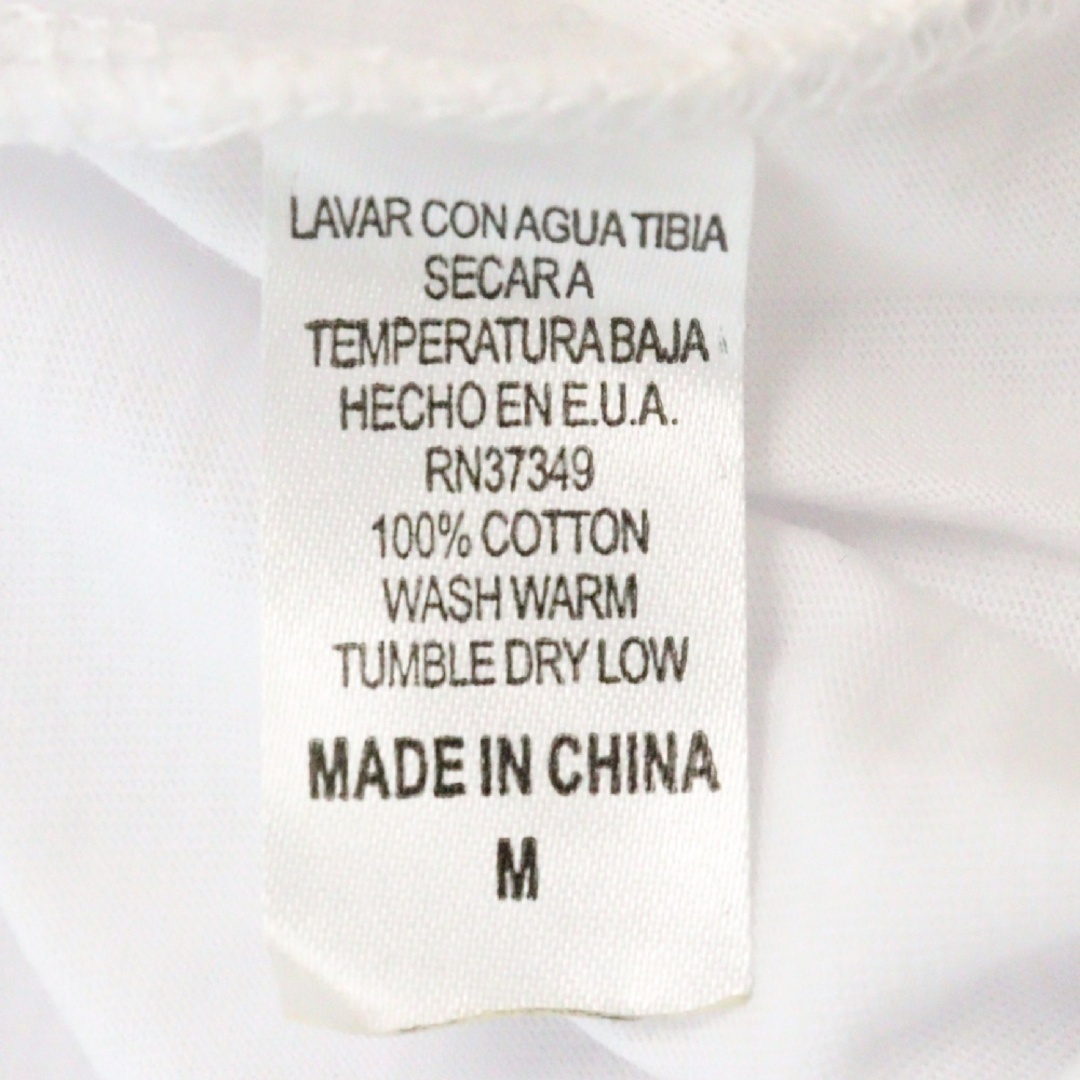 LAVAR CON AGUA TIBIA
SECAR A
TEMPERATURA BAJA
HECHO EN E.U.A.
RN37349
100% COTTON
WASH WARM
TUMBLE DRY LOW
MADE IN CHINA
M